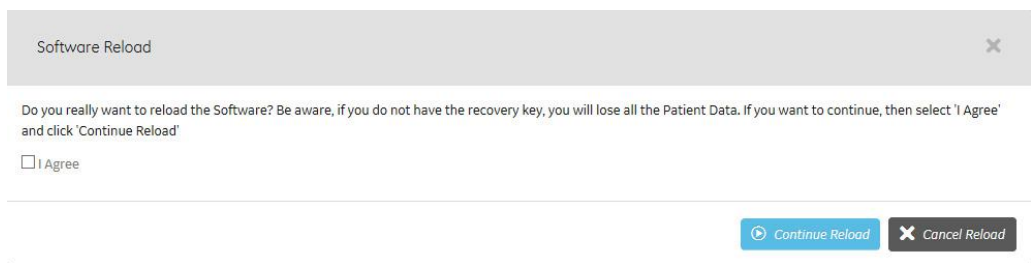 Software Reload
Do you really want to reload the Software? Be aware, if you do not have the recovery key, you will lose all the Patient Data. If you want to continue, then select 'I Agree'
and click 'Continue Reload'
I Agree
Continue Reload
Cancel Reload